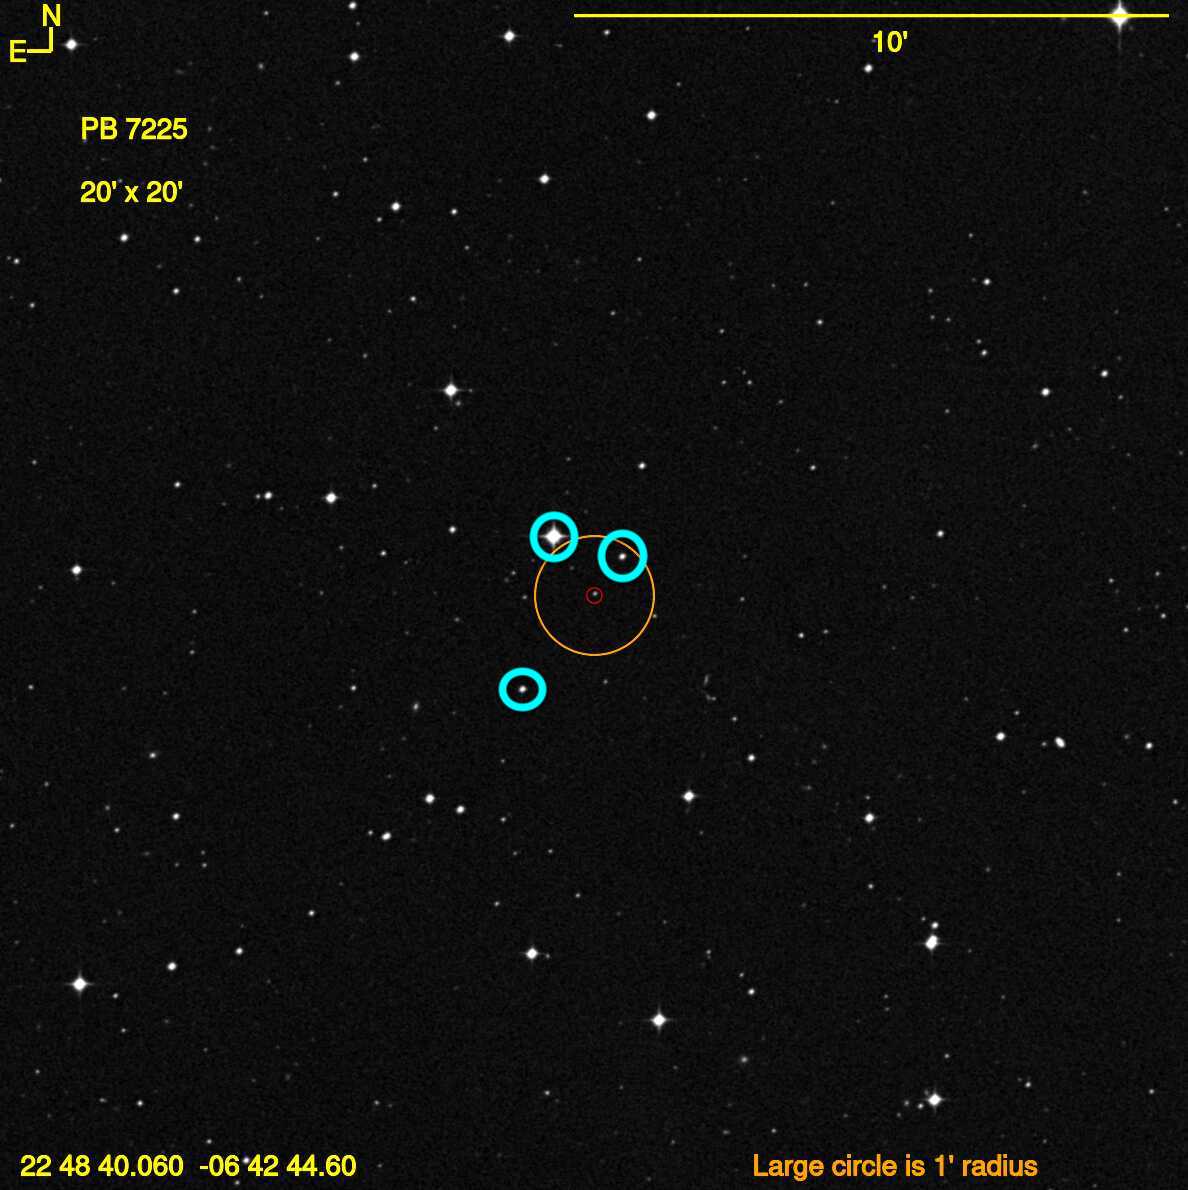 N
E
10'
PB 7225
20' x 20'
22 48 40.060 -06 42 44.60
Large circle is 1' radius